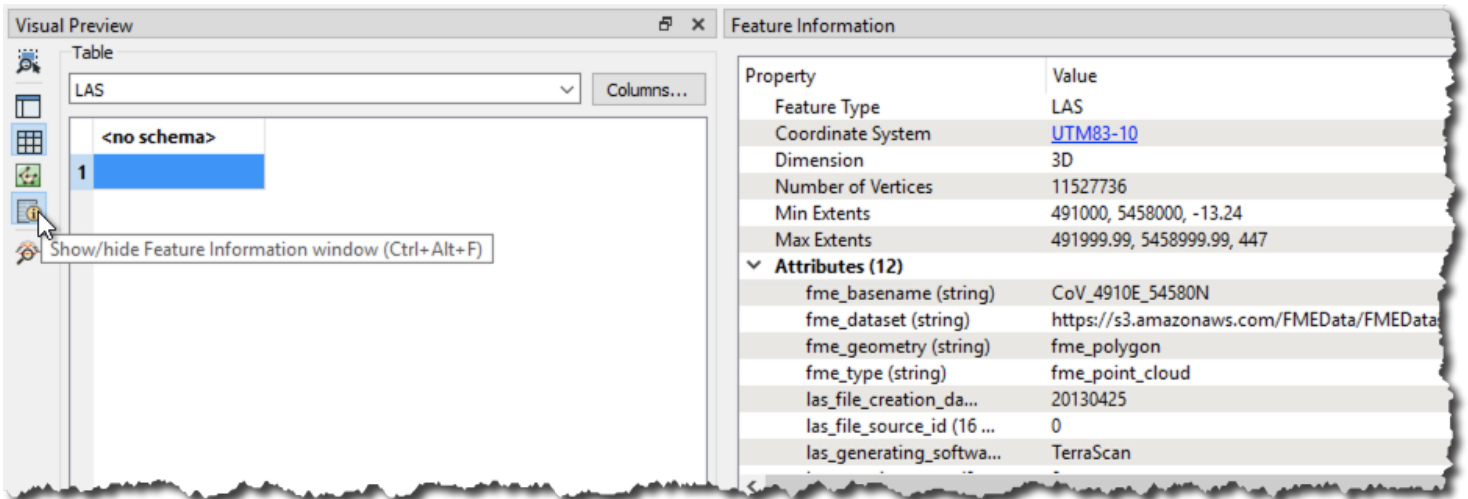 Visual Preview
Table
LAS
Columns...
<no schema>
1
Show/hide Feature Information window (Ctrl+Alt+F)
Feature Information
Property Value
Feature Type LAS
Coordinate System UTM83-10
Dimension 3D
Number of Vertices 11527736
Min Extents 491000, 5458000, -13.24
Max Extents 491999.99, 5458999.99, 447
Attributes (12)
fme_basename (string) CoV_4910E_54580N
fme_dataset (string) https://s3.amazonaws.com/FMEData/FMEData
fme_geometry (string) fme_polygon
fme_type (string) fme_point_cloud
las_file_creation_da... 20130425
las_file_source_id (16 ... 0
las_generating_softwa... TerraScan